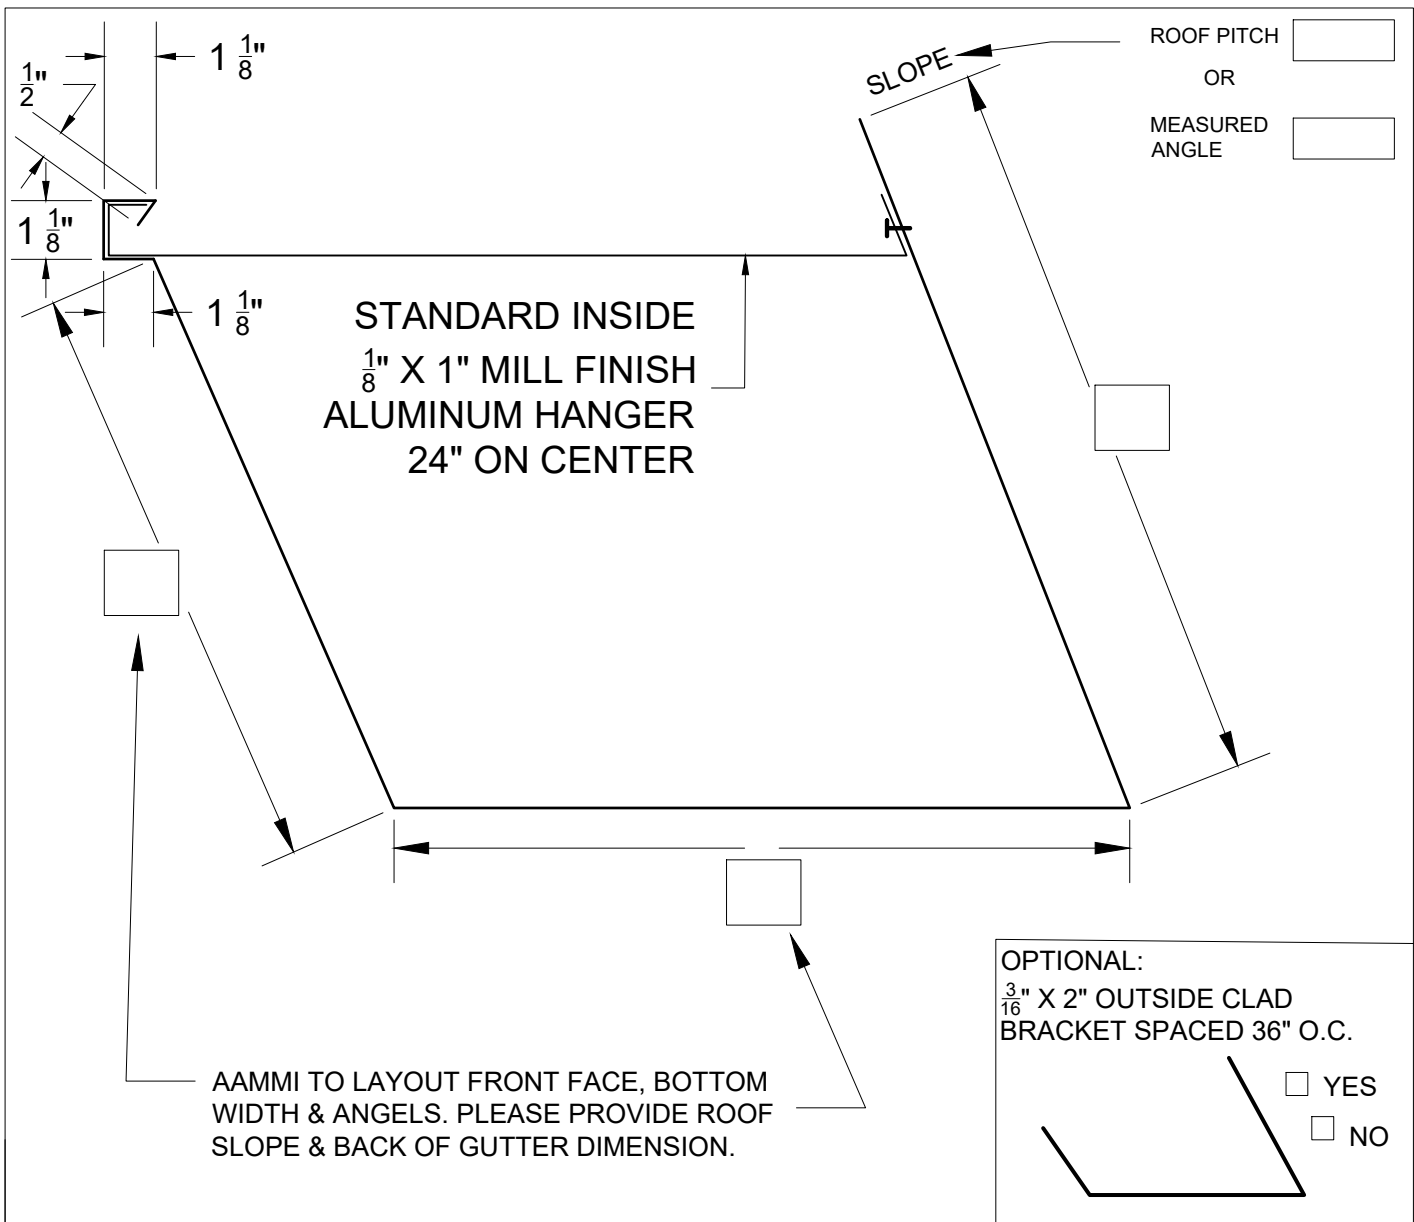 1 1/8"
1/2"
SLOPE
ROOF PITCH
OR
MEASURED
ANGLE
1 1/8"
1 1/8"
STANDARD INSIDE
1/8" X 1" MILL FINISH
ALUMINUM HANGER
24" ON CENTER
AAMMI TO LAYOUT FRONT FACE, BOTTOM
WIDTH & ANGELS. PLEASE PROVIDE ROOF
SLOPE & BACK OF GUTTER DIMENSION.
OPTIONAL:
3/16" X 2" OUTSIDE CLAD
BRACKET SPACED 36" O.C.
YES
NO